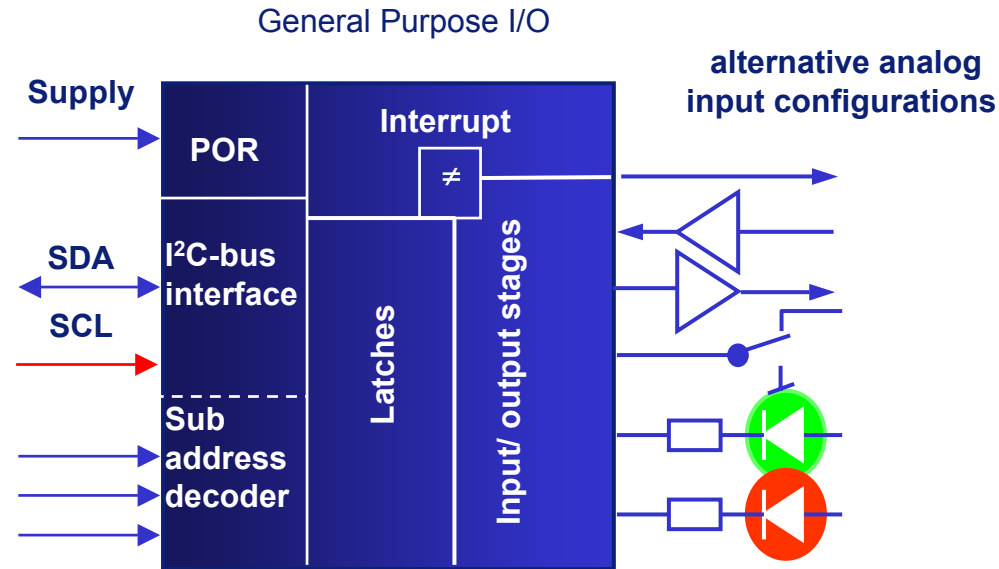 General Purpose I/O
alternative analog
input configurations
Supply
POR
Interrupt
≠
SDA
I²C-bus
interface
SCL
Sub
address
decoder
Latches
Input/ output stages